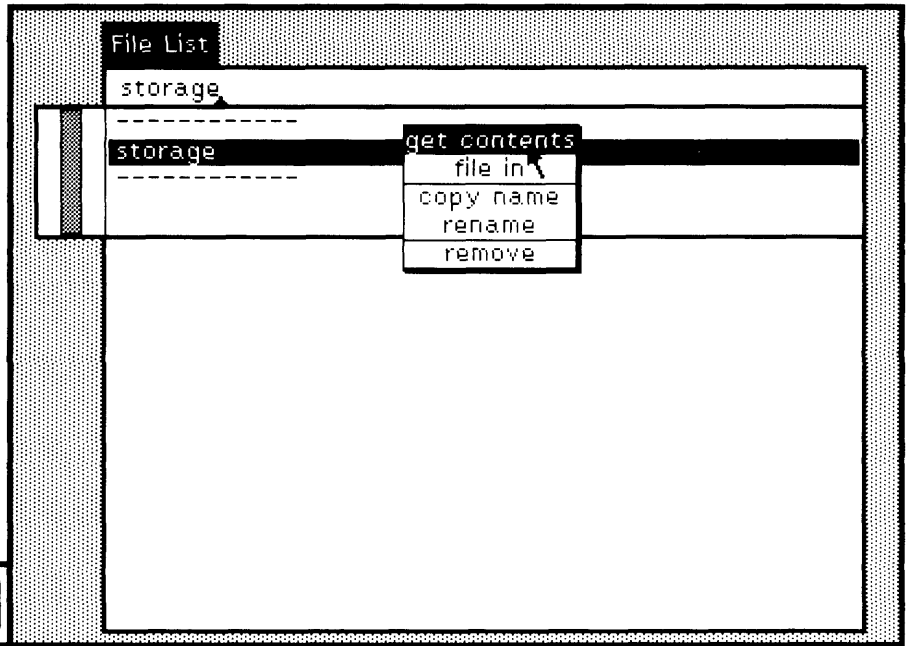 File List
storage
------------
storage
------------
get contents
file in
copy name
rename
remove